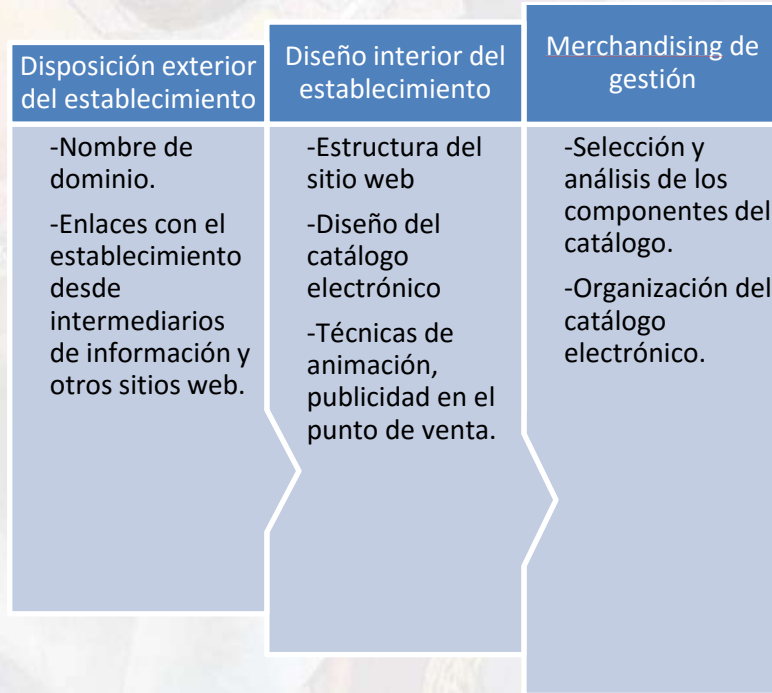 Disposición exterior
del establecimiento
-Nombre de
dominio.
-Enlaces con el
establecimiento
desde
intermediarios
de información y
otros sitios web.
Diseño interior del
establecimiento
-Estructura del
sitio web
-Diseño del
catálogo
electrónico
-Técnicas de
animación,
publicidad en el
punto de venta.
Merchandising de
gestión
-Selección y
análisis de los
componentes del
catálogo.
-Organización del
catálogo
electrónico.